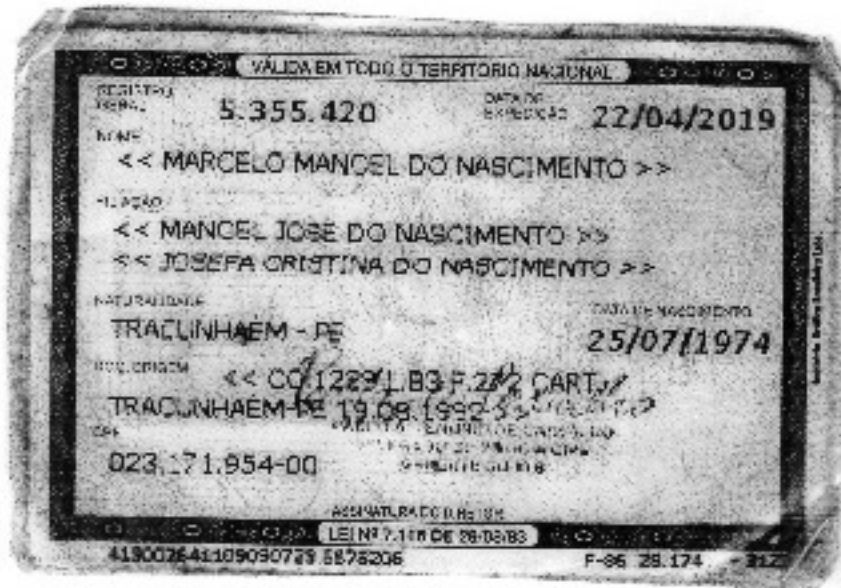 VÁLIDA EM TODO O TERRITÓRIO NACIONAL
REGISTRO GERAL 5.355.420 DATA DE EXPEDIÇÃO 22/04/2019
NOME
<< MARCELO MANOEL DO NASCIMENTO >>
FILIAÇÃO
<< MANOEL JOSE DO NASCIMENTO >>
<< JOSEFA CRISTINA DO NASCIMENTO >>
NATURALIDADE DATA DE NASCIMENTO
TRACUNHAEM - PE 25/07/1974
DOC. ORIGEM
<< CC.1229 L.B3 F. CART.
TRACUNHAEM-PE 19.08.1992
CPF
023.171.954-00
ASSINATURA DO DIRETOR
LEI Nº 7.116 DE 29/08/83
F-86 29.174